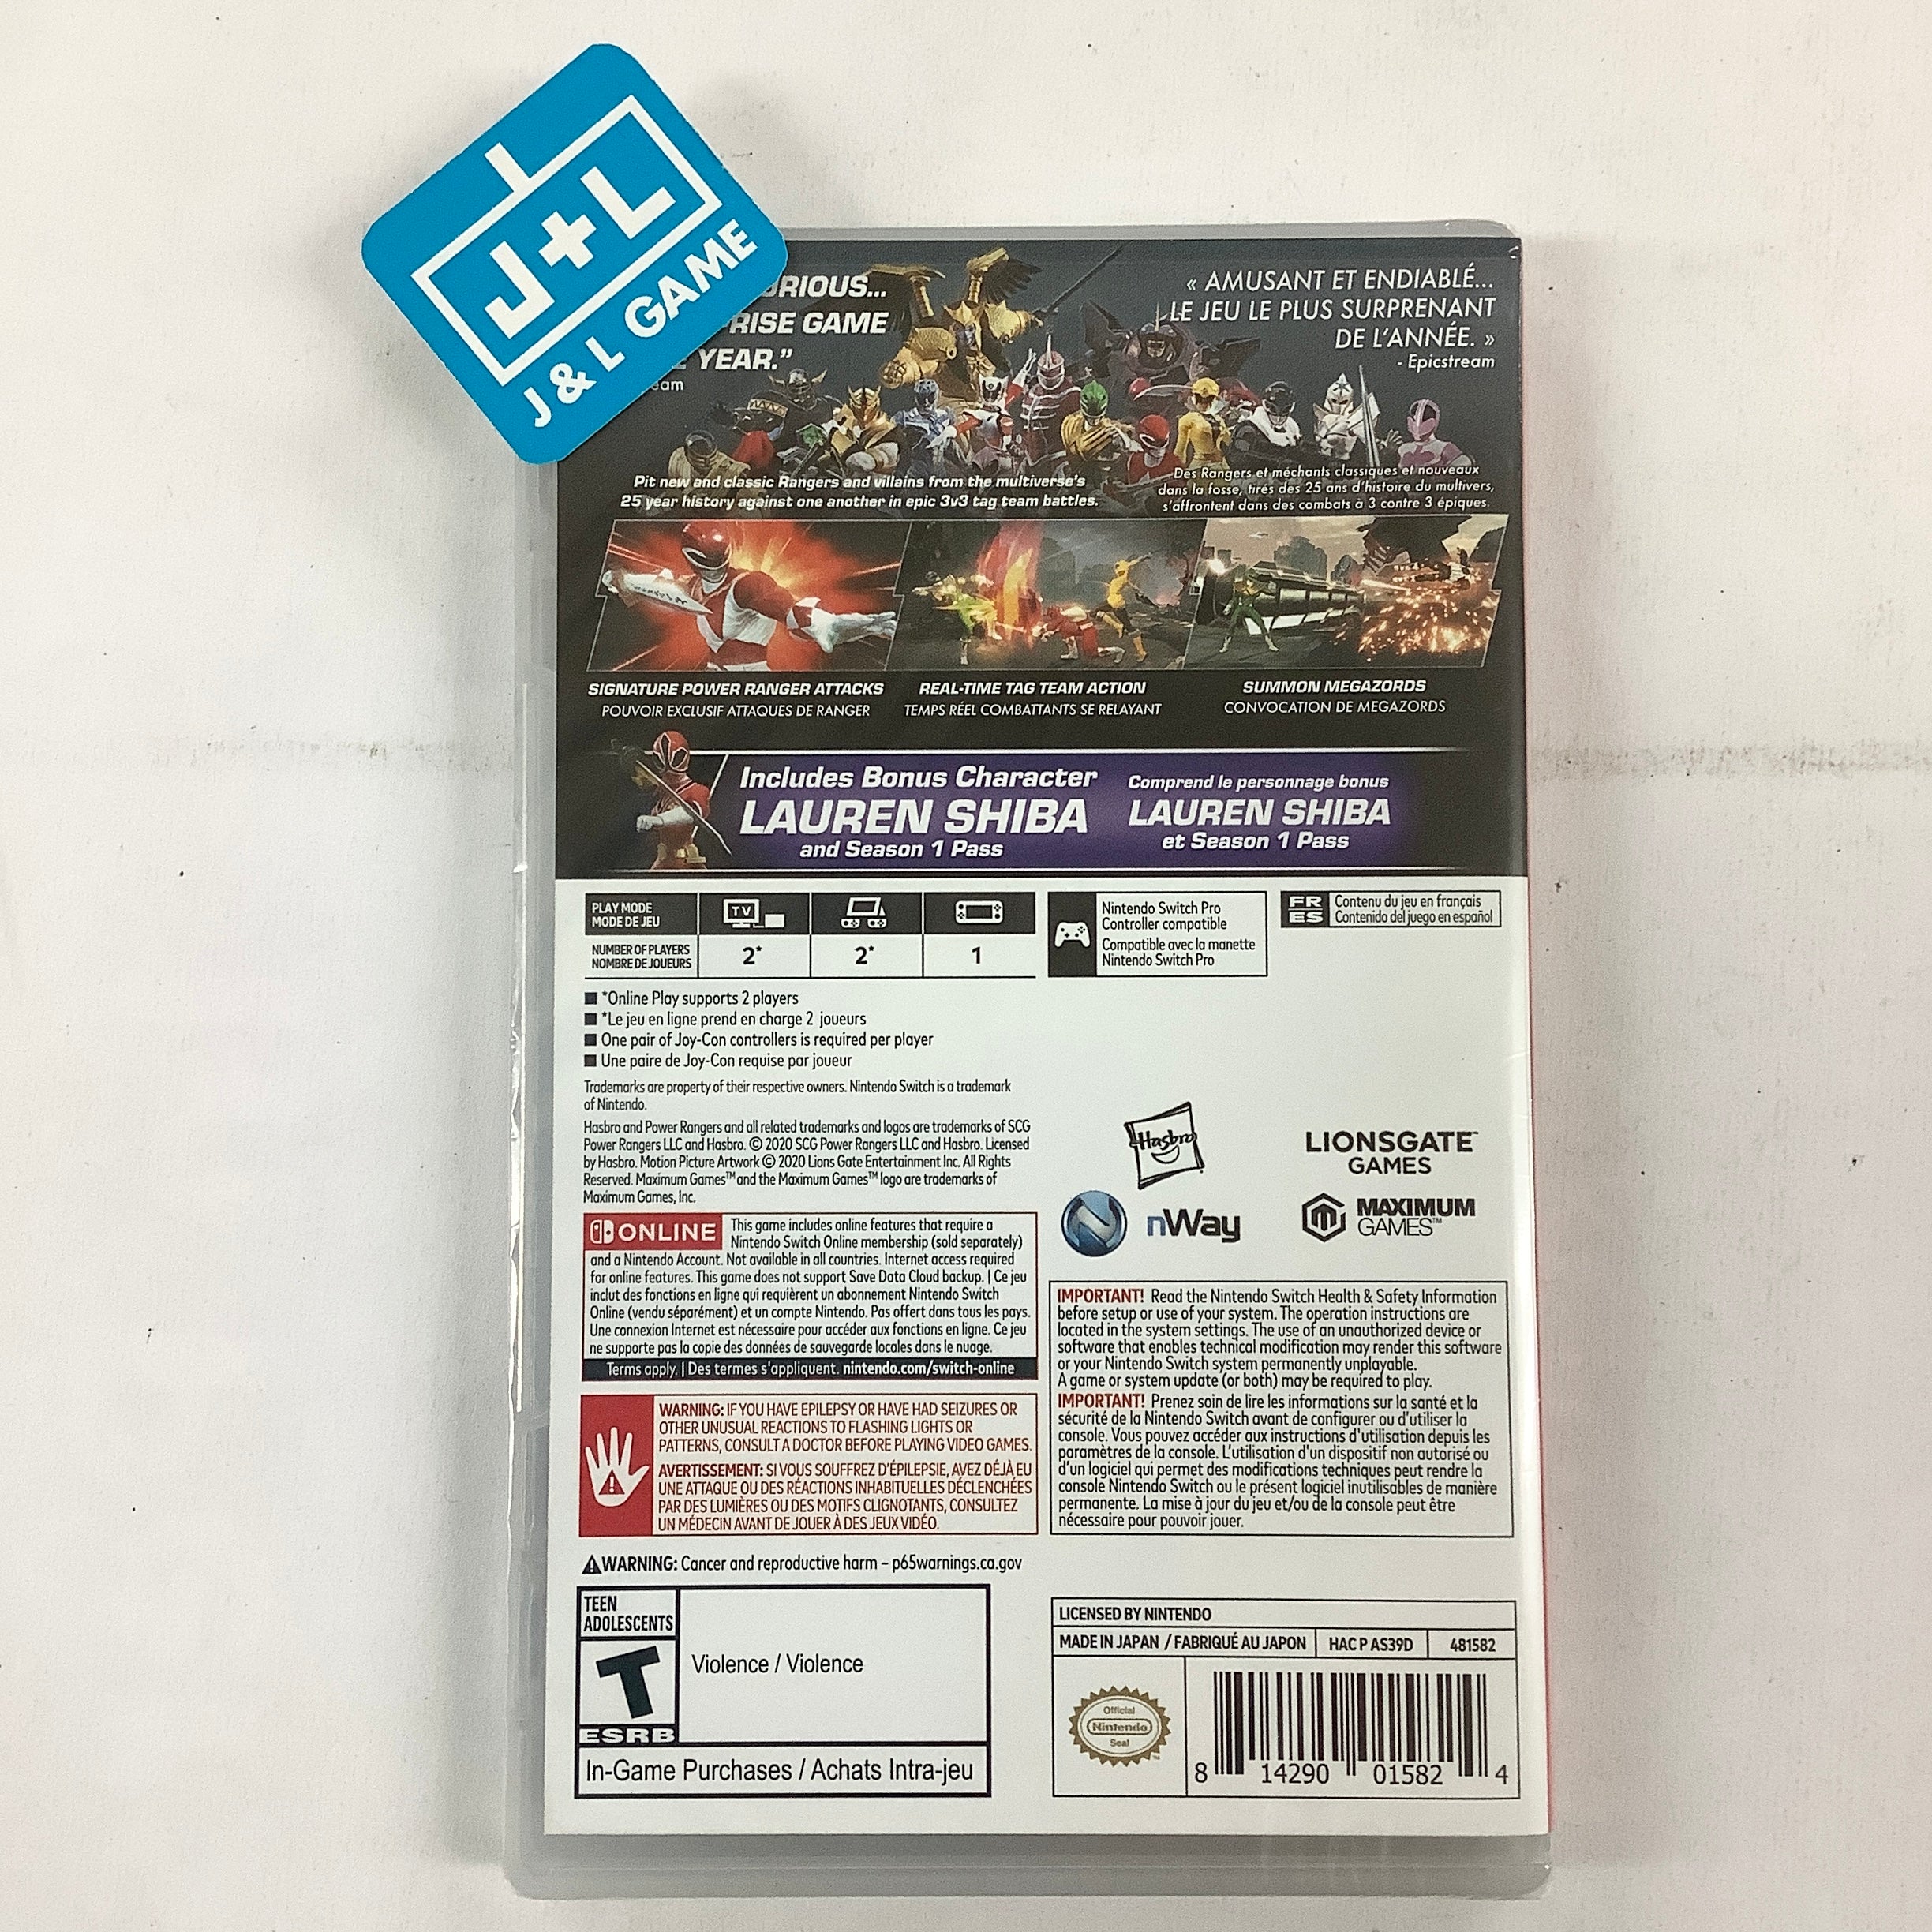 J+L
J & L GAME
RIOUS...
RISE GAME
YEAR.”
« AMUSANT ET ENDIABLÉ...
LE JEU LE PLUS SURPRENANT
DE L'ANNÉE. »
- Epicstream
Pit new and classic Rangers and villains from the multiverse's
25 year history against one another in epic 3v3 tag team battles.
Des Rangers et méchants classiques et nouveaux
dans la fosse, tirés des 25 ans d'histoire du multivers,
s'affrontent dans des combats à 3 contre 3 épiques.
SIGNATURE POWER RANGER ATTACKS
POUVOIR EXCLUSIF ATTAQUES DE RANGER
REAL-TIME TAG TEAM ACTION
TEMPS RÉEL COMBATTANTS SE RELAYANT
SUMMON MEGAZORDS
CONVOCATION DE MEGAZORDS
Includes Bonus Character
LAUREN SHIBA
and Season 1 Pass
Comprend le personnage bonus
LAUREN SHIBA
et Season 1 Pass
PLAY MODE
MODE DE JEU
TV
NUMBER OF PLAYERS
NOMBRE DE JOUEURS
2* 2* 1
Nintendo Switch Pro
Controller compatible
Compatible avec la manette
Nintendo Switch Pro
FR Contenu du jeu en français
ES Contenido del juego en español
■ *Online Play supports 2 players
■ *Le jeu en ligne prend en charge 2 joueurs
■ One pair of Joy-Con controllers is required per player
■ Une paire de Joy-Con requise par joueur
Trademarks are property of their respective owners. Nintendo Switch is a trademark
of Nintendo.
Hasbro and Power Rangers and all related trademarks and logos are trademarks of SCG
Power Rangers LLC and Hasbro. © 2020 SCG Power Rangers LLC and Hasbro. Licensed
by Hasbro. Motion Picture Artwork © 2020 Lions Gate Entertainment Inc. All Rights
Reserved. Maximum Games™ and the Maximum Games™ logo are trademarks of
Maximum Games, Inc.
Hasbro
LIONSGATE™
GAMES
nWay
MAXIMUM
GAMES™
ONLINE
This game includes online features that require a
Nintendo Switch Online membership (sold separately)
and a Nintendo Account. Not available in all countries. Internet access required
for online features. This game does not support Save Data Cloud backup. | Ce jeu
inclut des fonctions en ligne qui requièrent un abonnement Nintendo Switch
Online (vendu séparément) et un compte Nintendo. Pas offert dans tous les pays.
Une connexion Internet est nécessaire pour accéder aux fonctions en ligne. Ce jeu
ne supporte pas la copie des données de sauvegarde locales dans le nuage.
Terms apply. | Des termes s'appliquent. nintendo.com/switch-online
WARNING: IF YOU HAVE EPILEPSY OR HAVE HAD SEIZURES OR
OTHER UNUSUAL REACTIONS TO FLASHING LIGHTS OR
PATTERNS, CONSULT A DOCTOR BEFORE PLAYING VIDEO GAMES.
AVERTISSEMENT: SI VOUS SOUFFREZ D'ÉPILEPSIE, AVEZ DÉJÀ EU
UNE ATTAQUE OU DES RÉACTIONS INHABITUELLES DÉCLENCHÉES
PAR DES LUMIÈRES OU DES MOTIFS CLIGNOTANTS, CONSULTEZ
UN MÉDECIN AVANT DE JOUER À DES JEUX VIDÉO.
IMPORTANT! Read the Nintendo Switch Health & Safety Information
before setup or use of your system. The operation instructions are
located in the system settings. The use of an unauthorized device or
software that enables technical modification may render this software
or your Nintendo Switch system permanently unplayable.
A game or system update (or both) may be required to play.
IMPORTANT! Prenez soin de lire les informations sur la santé et la
sécurité de la Nintendo Switch avant de configurer ou d'utiliser la
console. Vous pouvez accéder aux instructions d'utilisation depuis les
paramètres de la console. L'utilisation d'un dispositif non autorisé ou
d'un logiciel qui permet des modifications techniques peut rendre la
console Nintendo Switch ou le présent logiciel inutilisables de manière
permanente. La mise à jour du jeu et/ou de la console peut être
nécessaire pour pouvoir jouer.
WARNING: Cancer and reproductive harm – p65warnings.ca.gov
TEEN
ADOLESCENTS
T
ESRB
Violence / Violence
In-Game Purchases / Achats Intra-jeu
LICENSED BY NINTENDO
MADE IN JAPAN / FABRIQUÉ AU JAPON HAC P AS39D 481582
Official
Nintendo
Seal
8 14290 01582 4